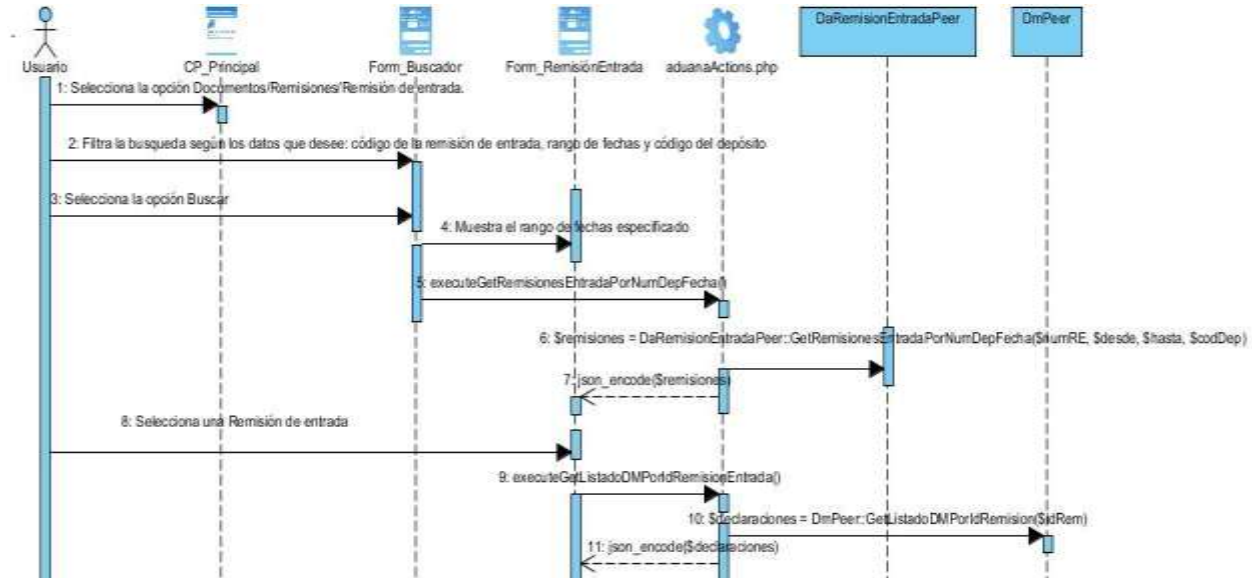 DaRemisionEntradaPeer
DmPeer
Usuario
CP_Principal
Form_Buscador
Form_RemisiónEntrada
aduanaActions.php
1: Selecciona la opción Documentos/Remisiones/Remisión de entrada.
2: Filtra la busqueda según los datos que desee: código de la remisión de entrada, rango de fechas y código del depósito
3: Selecciona la opción Buscar
4: Muestra el rango de fechas especificado
5: executeGetRemisionesEntradaPorNumDepFecha()
6: $remisiones = DaRemisionEntradaPeer::GetRemisionesEntradaPorNumDepFecha($numRE, $desde, $hasta, $codDep)
7: json_encode($remisiones)
8: Selecciona una Remisión de entrada
9: executeGetListadoDMPorIdRemisionEntrada()
10: $declaraciones = DmPeer::GetListadoDMPorIdRemision($idRem)
11: json_encode($declaraciones)